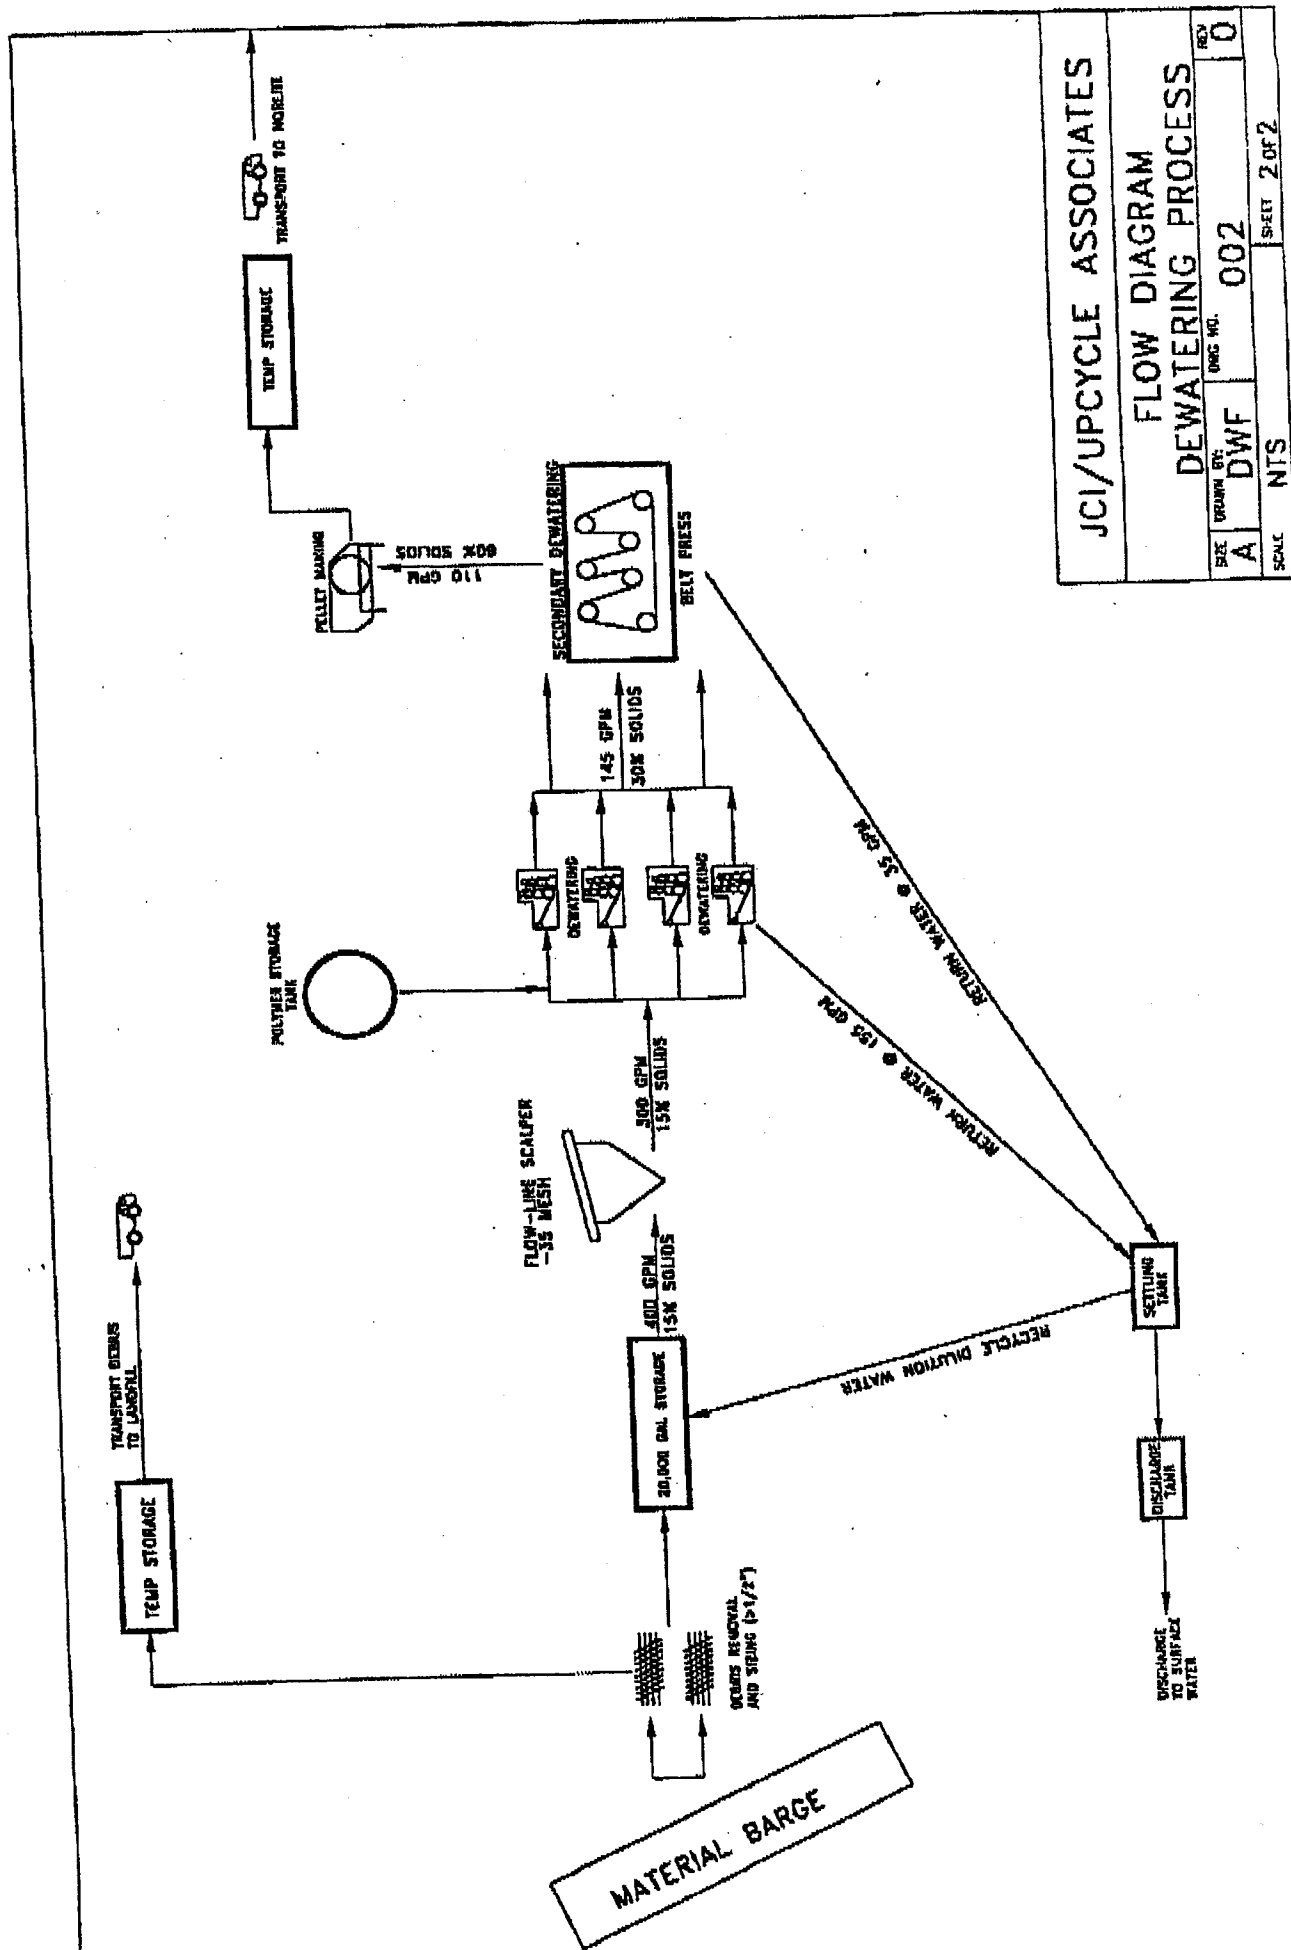 TRANSPORT DEBRIS
TO LANDFILL
TEMP STORAGE
TRANSPORT TO NORLITE
TEMP STORAGE
PELLET MAKING
110 GPM
60% SOLIDS
POLYMER STORAGE
TANK
SECONDARY DEWATERING
BELT PRESS
FLOW-LINE SCALPER
-35 MESH
DEWATERING
DEWATERING
145 GPM
30% SOLIDS
300 GPM
15% SOLIDS
400 GPM
15% SOLIDS
20,000 GAL STORAGE
DEBRIS REMOVAL
AND SIZING (>1/2")
MATERIAL BARGE
RETURN WATER @ 35 GPM
RETURN WATER @ 155 GPM
RECYCLE DILUTION WATER
SETTLING
TANK
DISCHARGE
TANK
DISCHARGE
TO SURFACE
WATER
JCI/UPCYCLE ASSOCIATES
FLOW DIAGRAM
DEWATERING PROCESS
SIZE A
DRAWN BY: DWF
DWG NO. 002
REV 0
SCALE NTS
SHEET 2 OF 2